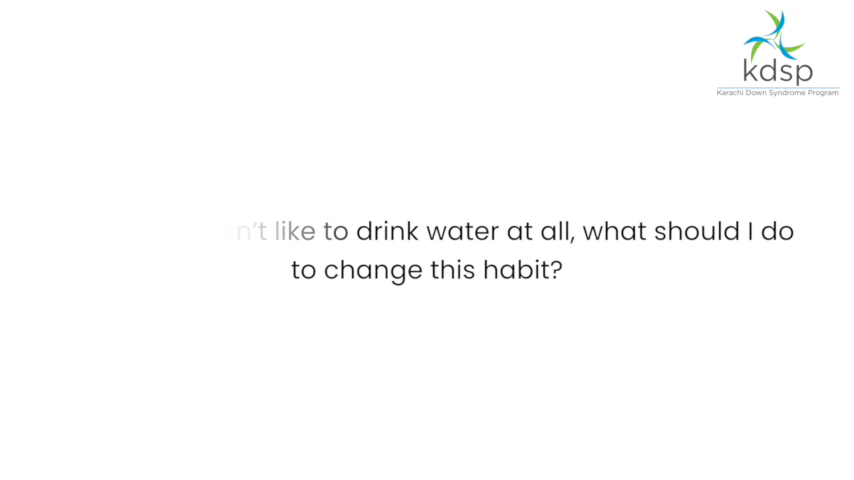 kdsp
Karachi Down Syndrome Program
like to drink water at all, what should I do
to change this habit?